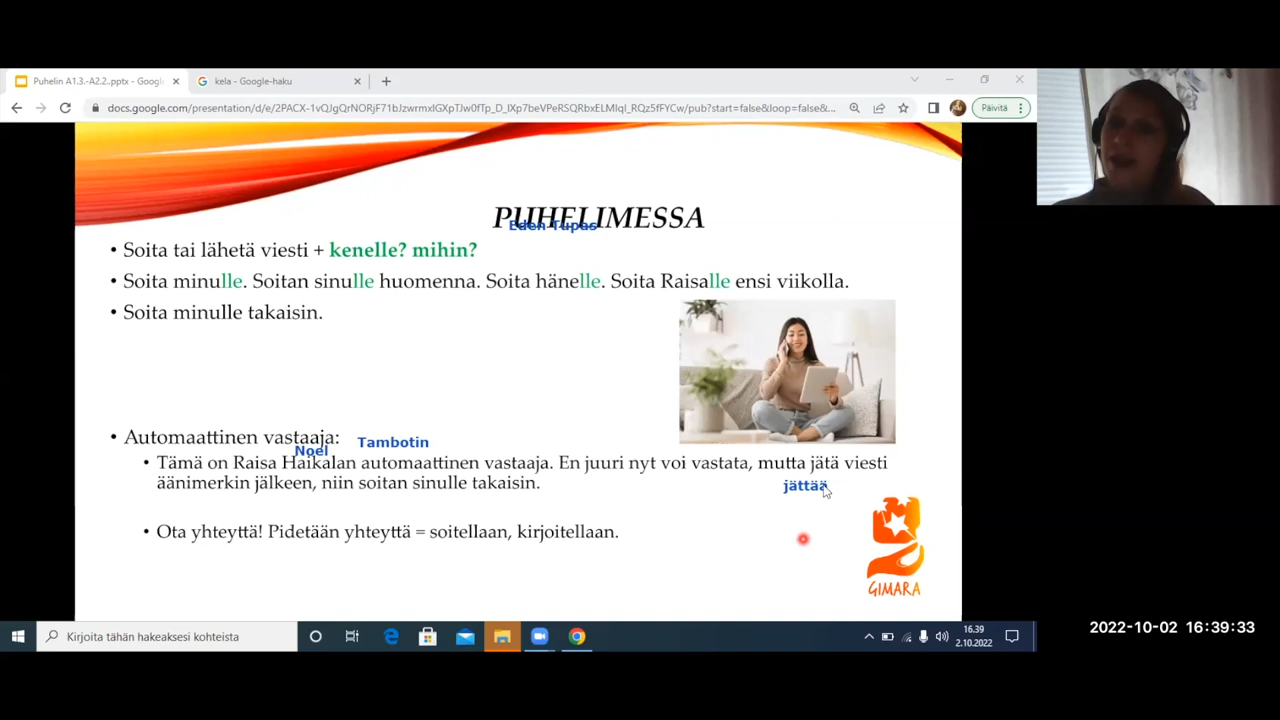 Puhelin A1.3.-A2.2..pptx - Googl
kela - Google-haku
docs.google.com/presentation/d/e/2PACX-1vQJgQrNORjF71bJzwrmxlGXpTJw0fTp_D_IXp7beVPeRSQRbxELMlql_RQz5fFYCw/pub?start=false&loop=false&...
Päivitä
PUHELIMESSA
Eden Tupas
• Soita tai lähetä viesti + kenelle? mihin?
• Soita minulle. Soitan sinulle huomenna. Soita hänelle. Soita Raisalle ensi viikolla.
• Soita minulle takaisin.
• Automaattinen vastaaja:
Noel Tambotin
• Tämä on Raisa Haikalan automaattinen vastaaja. En juuri nyt voi vastata, mutta jätä viesti
äänimerkin jälkeen, niin soitan sinulle takaisin.
jättää
• Ota yhteyttä! Pidetään yhteyttä = soitellaan, kirjoitellaan.
GIMARA
Kirjoita tähän hakeaksesi kohteista
16.39
2.10.2022
2022-10-02 16:39:33